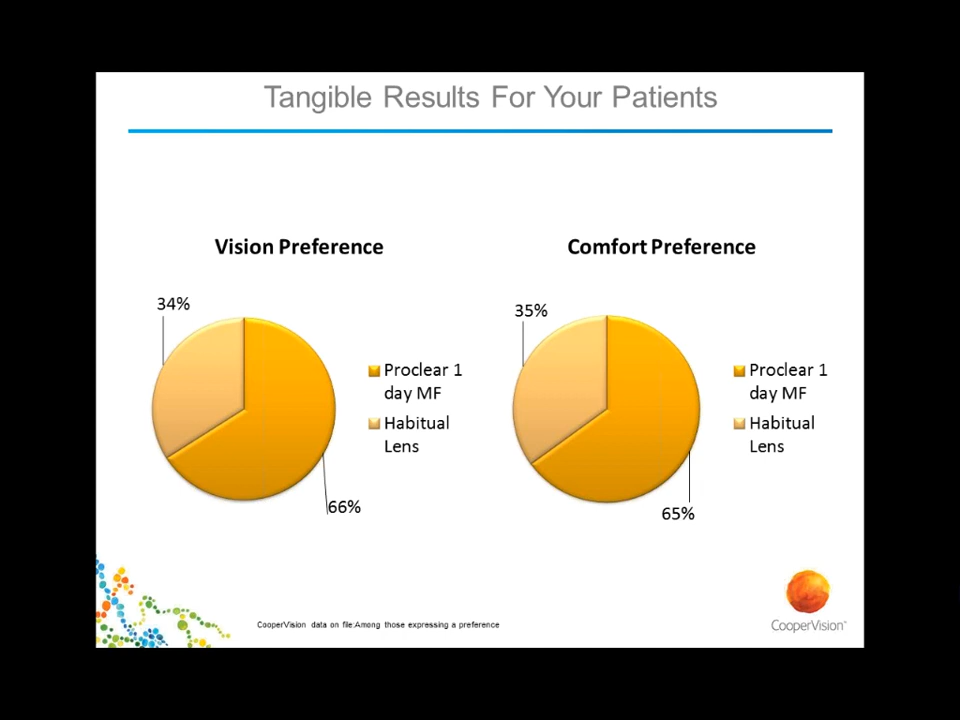 Tangible Results For Your Patients
Vision Preference
34%
Proclear 1
day MF
Habitual
Lens
66%
Comfort Preference
35%
Proclear 1
day MF
Habitual
Lens
65%
CooperVision data on file:Among those expressing a preference
CooperVision™